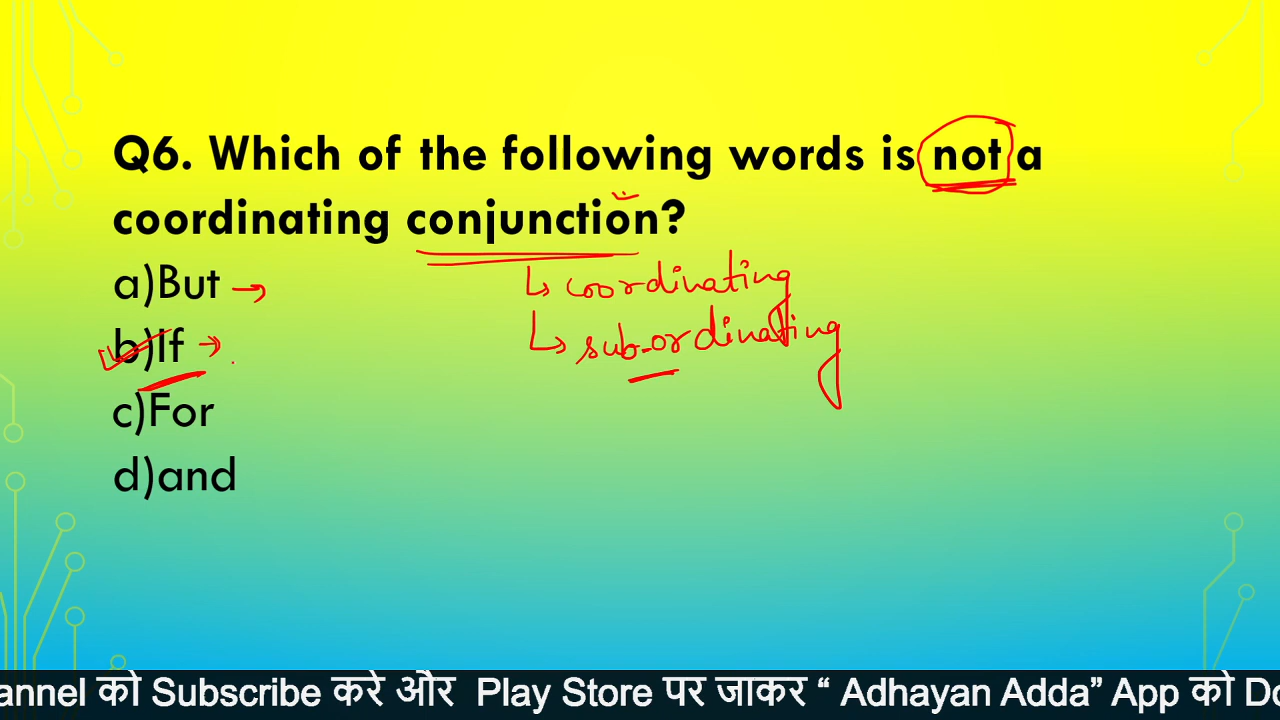 Q6. Which of the following words is not a
coordinating conjunction?
a)But
coordinating
b)If
sub-ordinating
c)For
d)and
annel को Subscribe करे और Play Store पर जाकर “ Adhayan Adda” App को Do